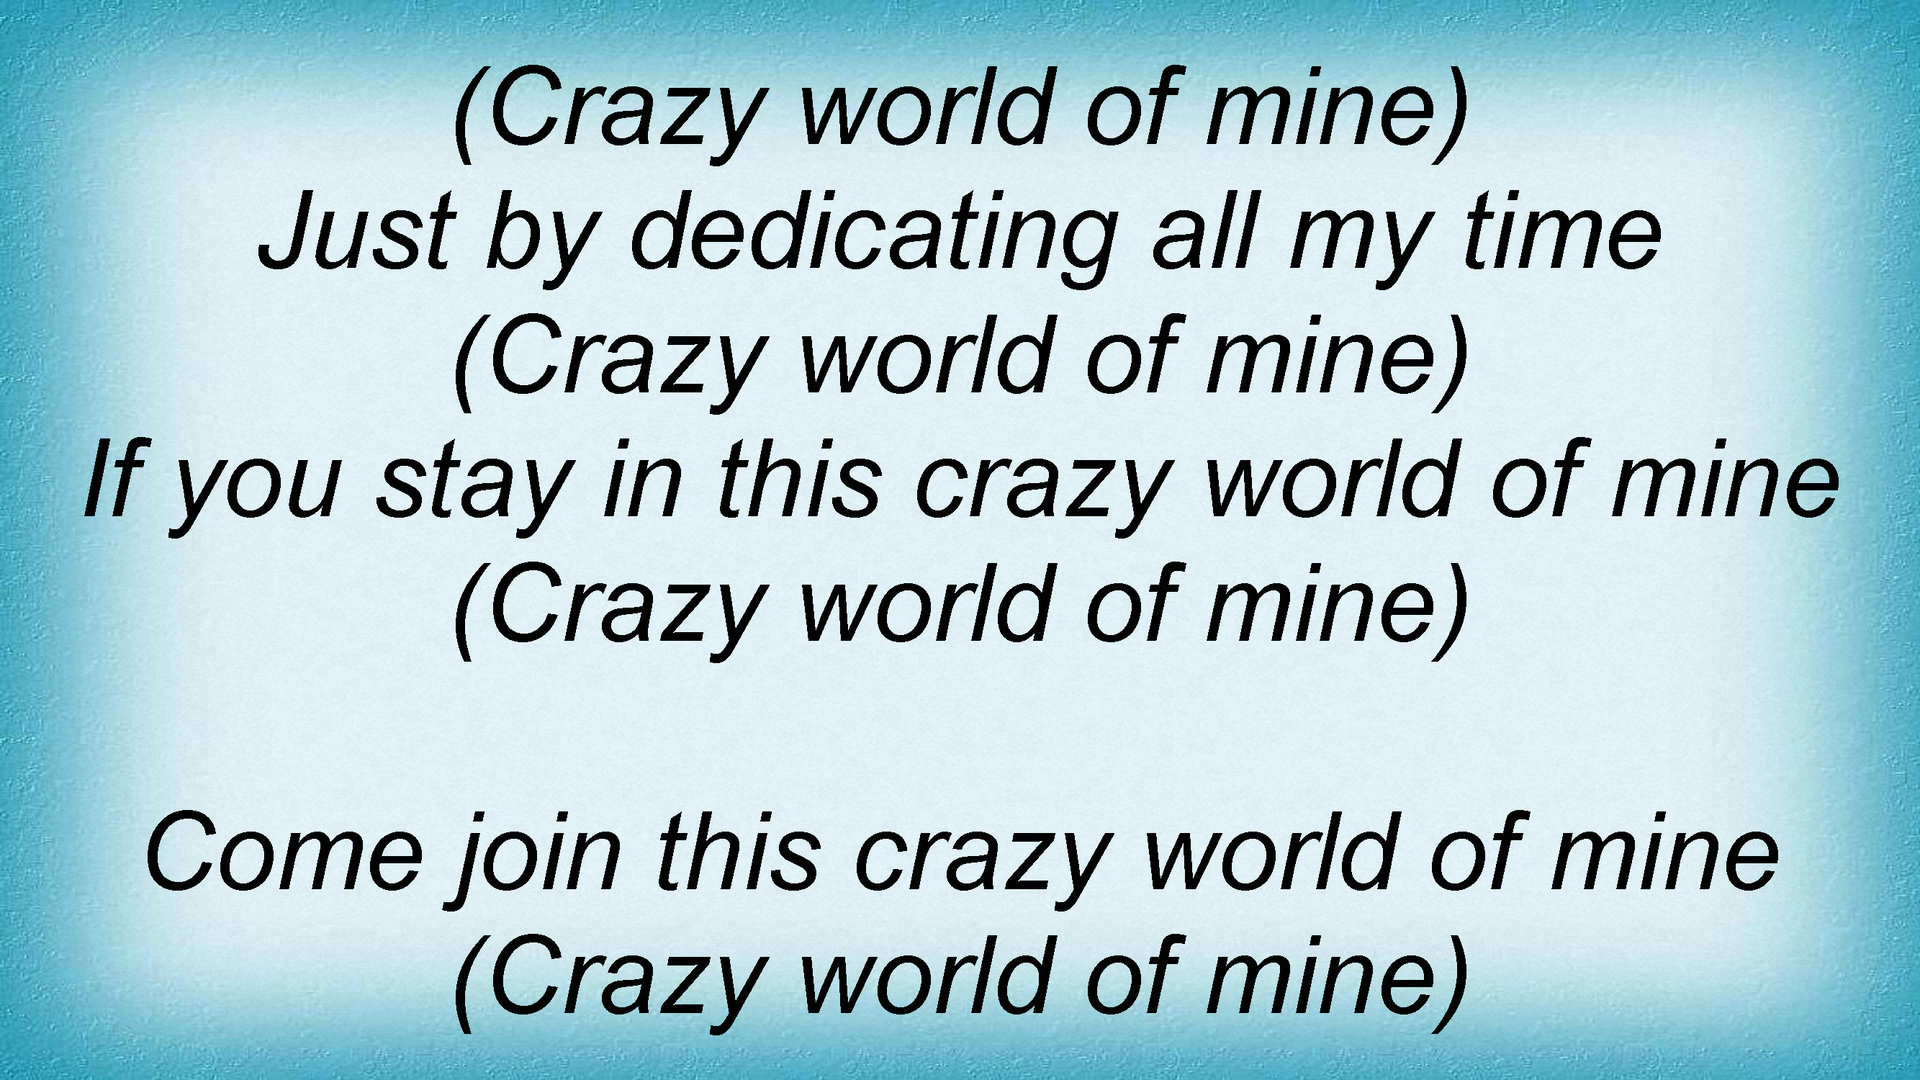 (Crazy world of mine)
Just by dedicating all my time
(Crazy world of mine)
If you stay in this crazy world of mine
(Crazy world of mine)
Come join this crazy world of mine
(Crazy world of mine)